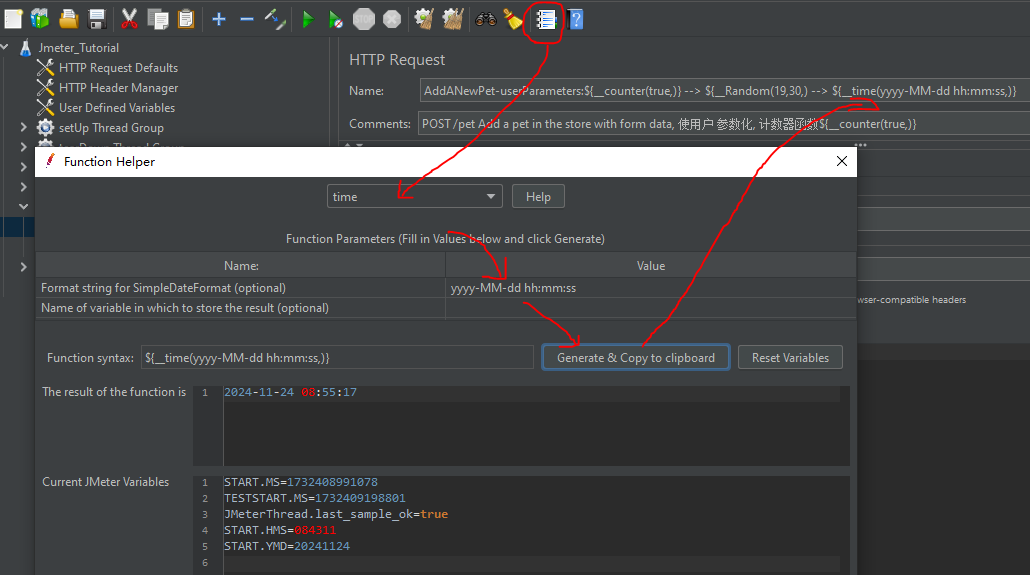 Jmeter_Tutorial
HTTP Request Defaults
HTTP Header Manager
User Defined Variables
setUp Thread Group
HTTP Request
Name: AddANewPet-userParameters:${__counter(true,)} --> ${__Random(19,30,)} --> ${__time(yyyy-MM-dd hh:mm:ss,)}
Comments: POST /pet Add a pet in the store with form data, 使用户 参数化, 计数器函数${__counter(true,)}
Function Helper
time Help
Function Parameters (Fill in Values below and click Generate)
Name: Value
Format string for SimpleDateFormat (optional) yyyy-MM-dd hh:mm:ss
Name of variable in which to store the result (optional)
wser-compatible headers
Function syntax: ${__time(yyyy-MM-dd hh:mm:ss,)} Generate & Copy to clipboard Reset Variables
The result of the function is 1 2024-11-24 08:55:17
Current JMeter Variables 1 START.MS=1732408991078
2 TESTSTART.MS=1732409198801
3 JMeterThread.last_sample_ok=true
4 START.HMS=084311
5 START.YMD=20241124
6